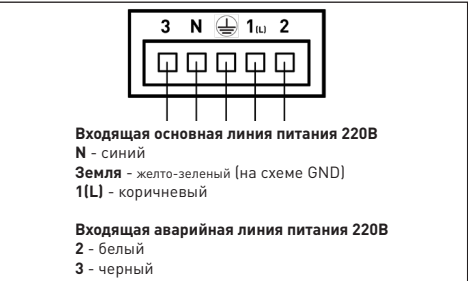 3 N 1(L) 2
Входящая основная линия питания 220В
N - синий
Земля - желто-зеленый (на схеме GND)
1(L) - коричневый
Входящая аварийная линия питания 220В
2 - белый
3 - черный